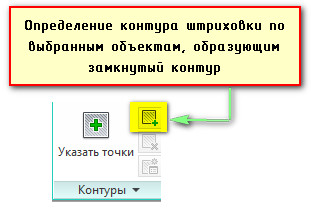 Определение контура штриховки по
выбранным объектам, образующим
замкнутый контур
Указать точки
Контуры